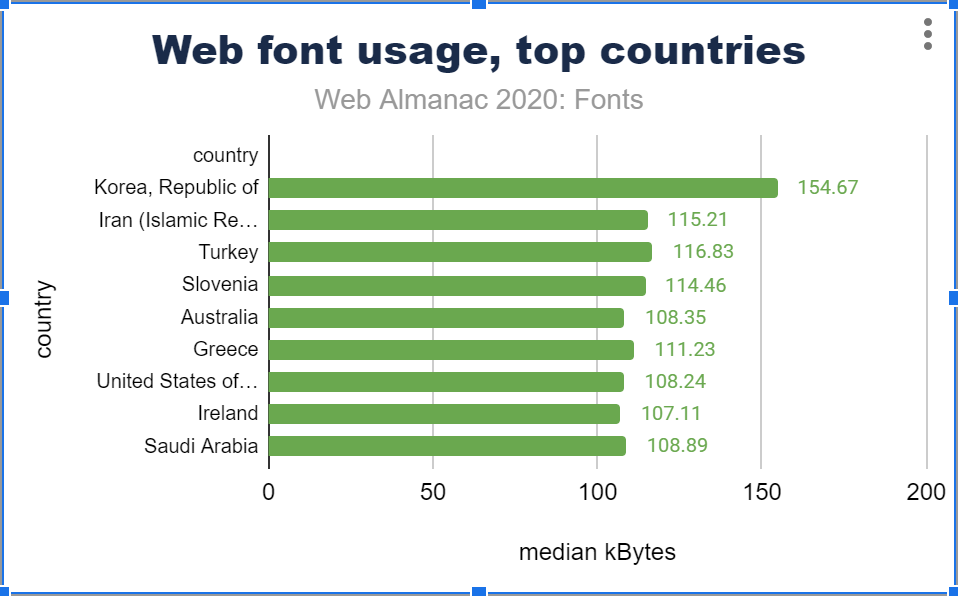 Web font usage, top countries
Web Almanac 2020: Fonts
country
Korea, Republic of 154.67
Iran (Islamic Re… 115.21
Turkey 116.83
Slovenia 114.46
Australia 108.35
Greece 111.23
United States of… 108.24
Ireland 107.11
Saudi Arabia 108.89
country
0 50 100 150 200
median kBytes